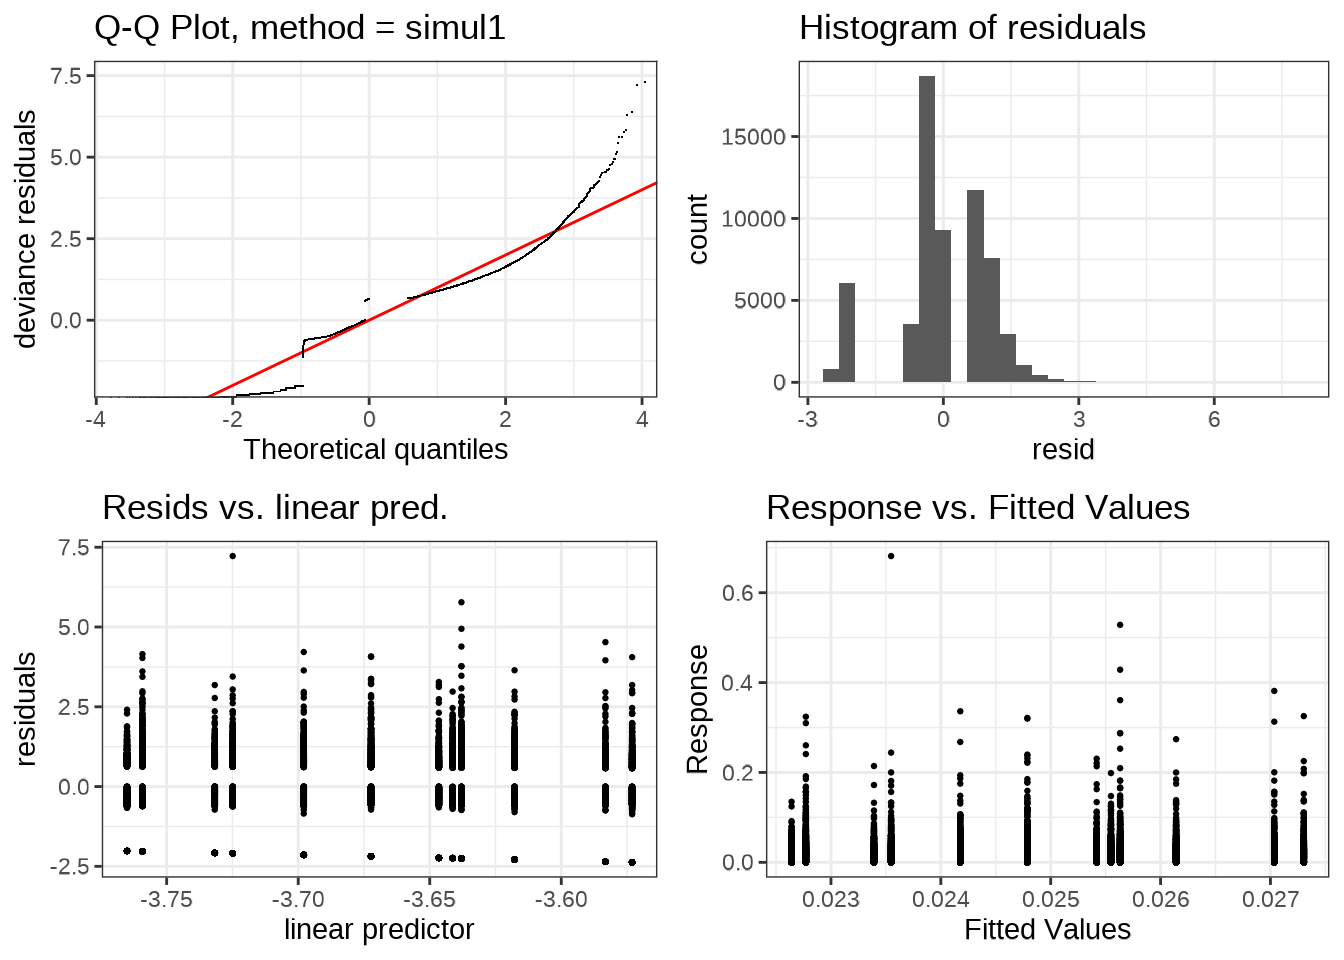 Q-Q Plot, method = simul1
7.5
5.0
2.5
0.0
deviance residuals
-4 -2 0 2 4
Theoretical quantiles
Histogram of residuals
15000
10000
5000
0
count
-3 0 3 6
resid
Resids vs. linear pred.
7.5
5.0
2.5
0.0
-2.5
residuals
-3.75 -3.70 -3.65 -3.60
linear predictor
Response vs. Fitted Values
0.6
0.4
0.2
0.0
Response
0.023 0.024 0.025 0.026 0.027
Fitted Values